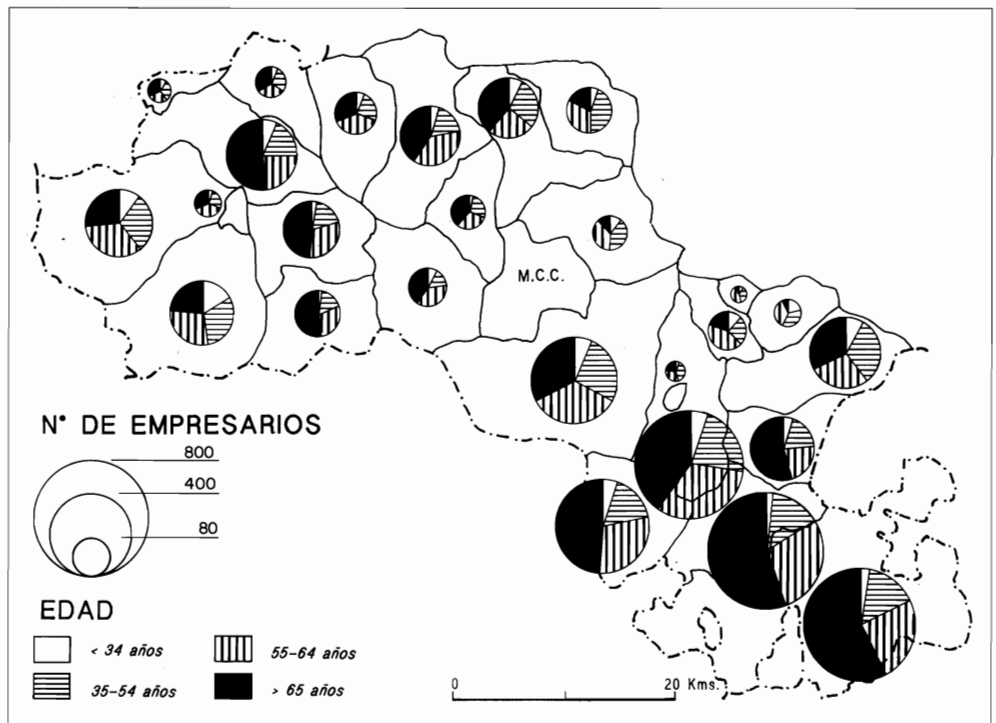 M.C.C.
Nº DE EMPRESARIOS
800
400
80
EDAD
< 34 años
35-54 años
55-64 años
> 65 años
0 20 Kms.